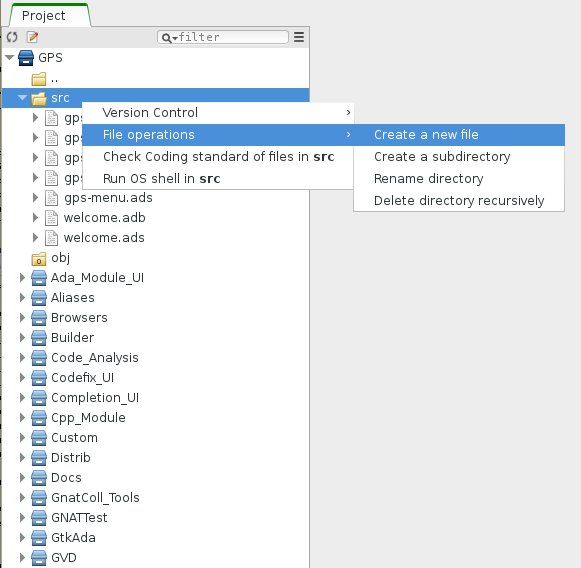 Project
filter
GPS
..
src
gps
Version Control
gps
File operations
Create a new file
gps
Check Coding standard of files in src
Create a subdirectory
gps
Run OS shell in src
Rename directory
gps-menu.ads
Delete directory recursively
welcome.adb
welcome.ads
obj
Ada_Module_UI
Aliases
Browsers
Builder
Code_Analysis
Codefix_UI
Completion_UI
Cpp_Module
Custom
Distrib
Docs
GnatColl_Tools
GNATTest
GtkAda
GVD